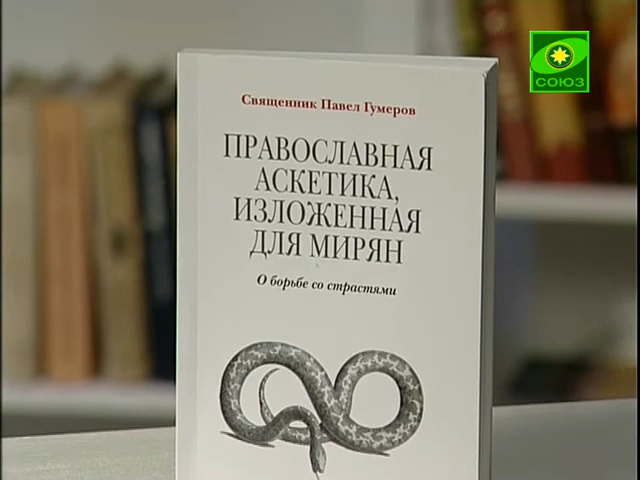 СОЮЗ
Священник Павел Гумеров
ПРАВОСЛАВНАЯ
АСКЕТИКА,
ИЗЛОЖЕННАЯ
ДЛЯ МИРЯН
О борьбе со страстями